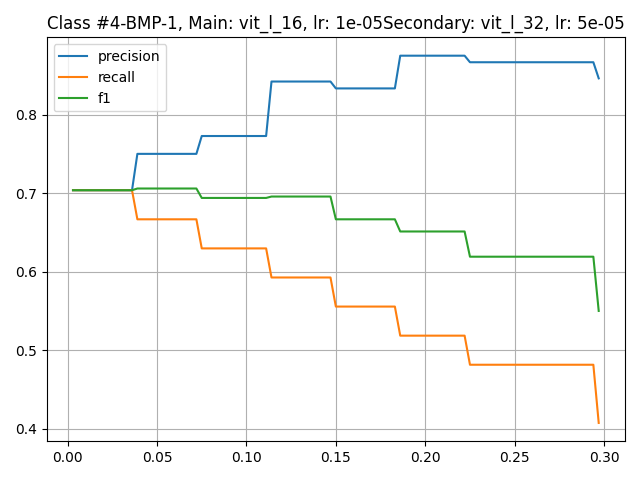 Class #4-BMP-1, Main: vit_l_16, lr: 1e-05Secondary: vit_l_32, lr: 5e-05
precision
recall
f1
0.8
0.7
0.6
0.5
0.4
0.00 0.05 0.10 0.15 0.20 0.25 0.30